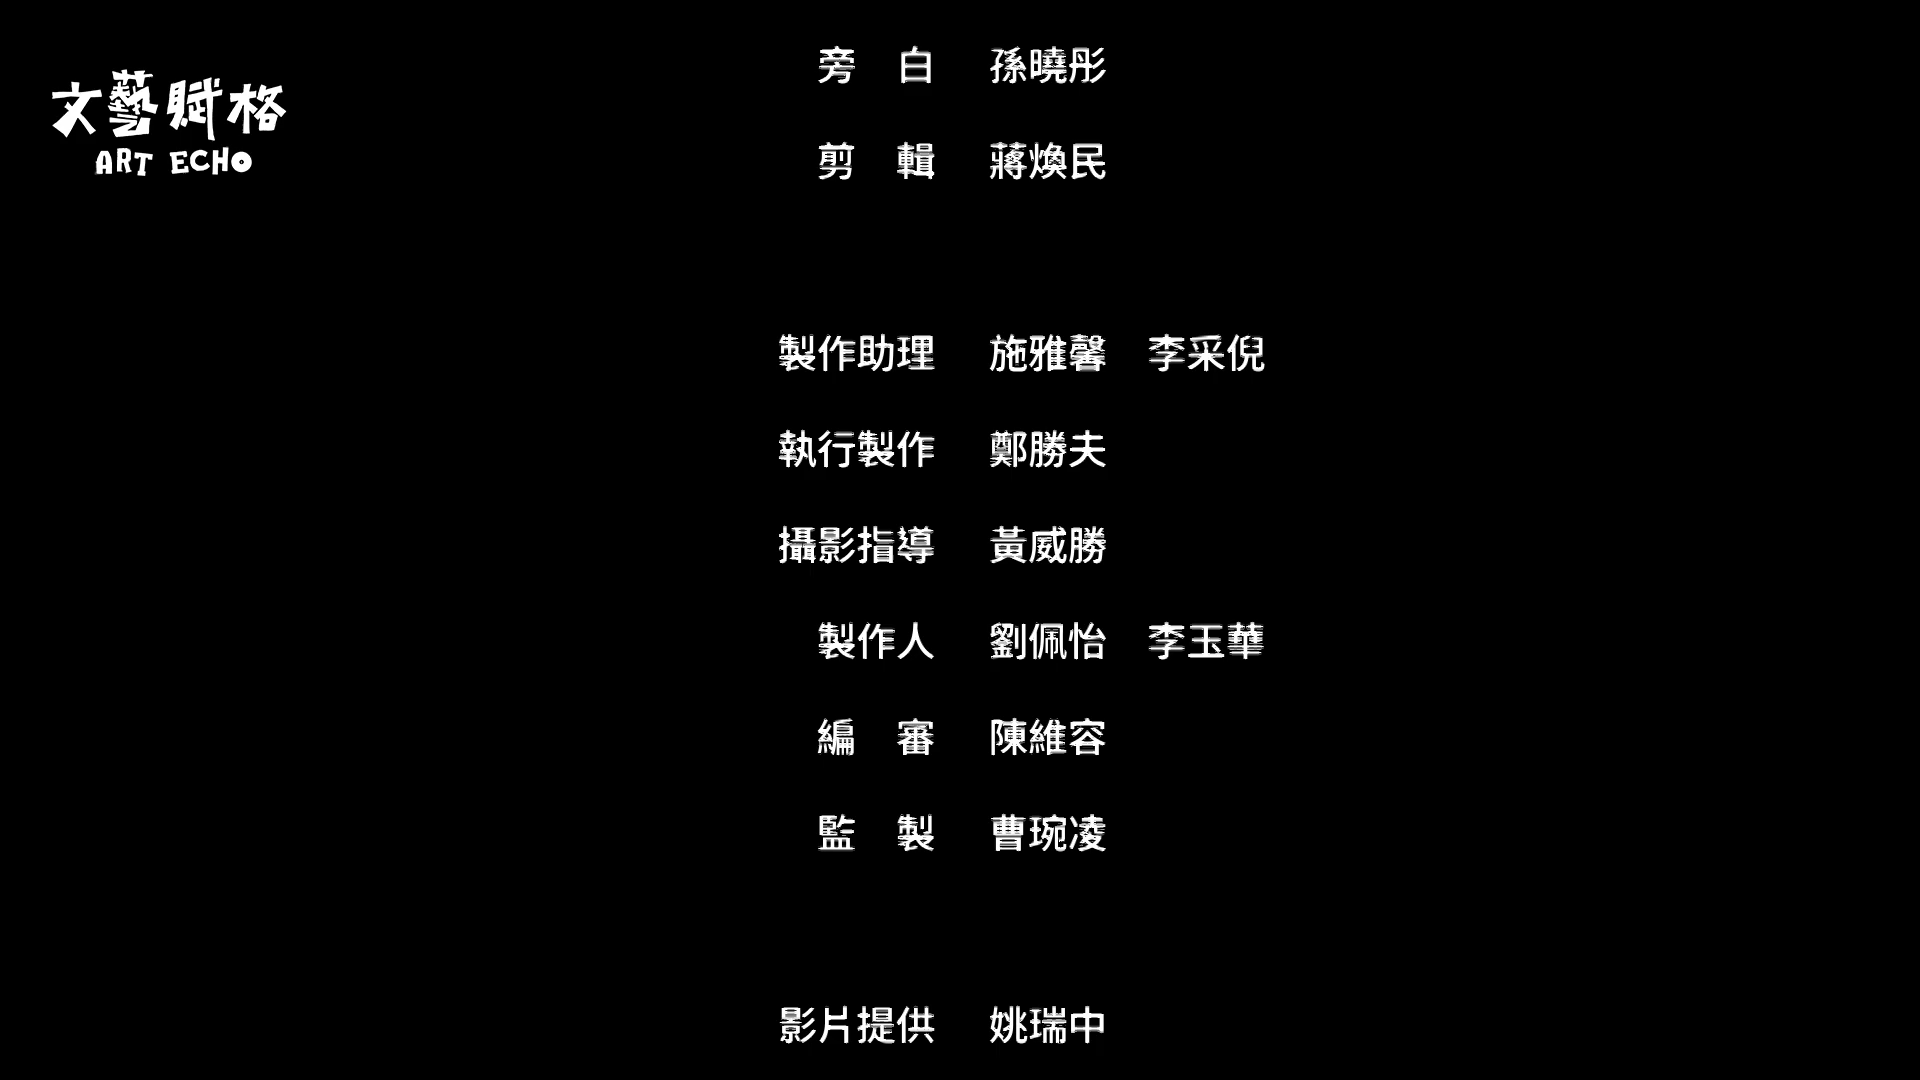 文藝賦格
ART ECHO
旁 白 孫曉彤
剪 輯 蔣煥民
製作助理 施雅馨 李采倪
執行製作 鄭勝夫
攝影指導 黃威勝
製作人 劉佩怡 李玉華
編 審 陳維容
監 製 曹琬凌
影片提供 姚瑞中